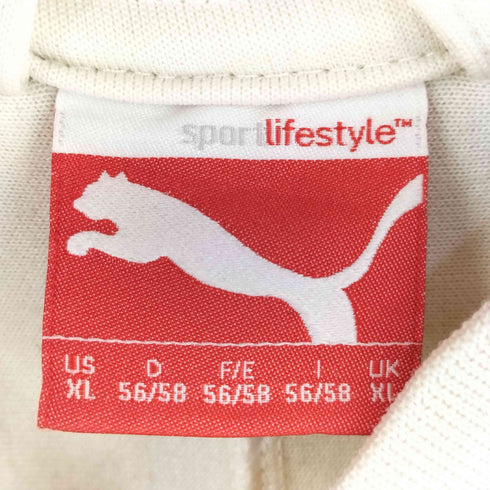 sportlifestyle™
US D F/E I UK
XL 56/58 56/58 56/58 XL